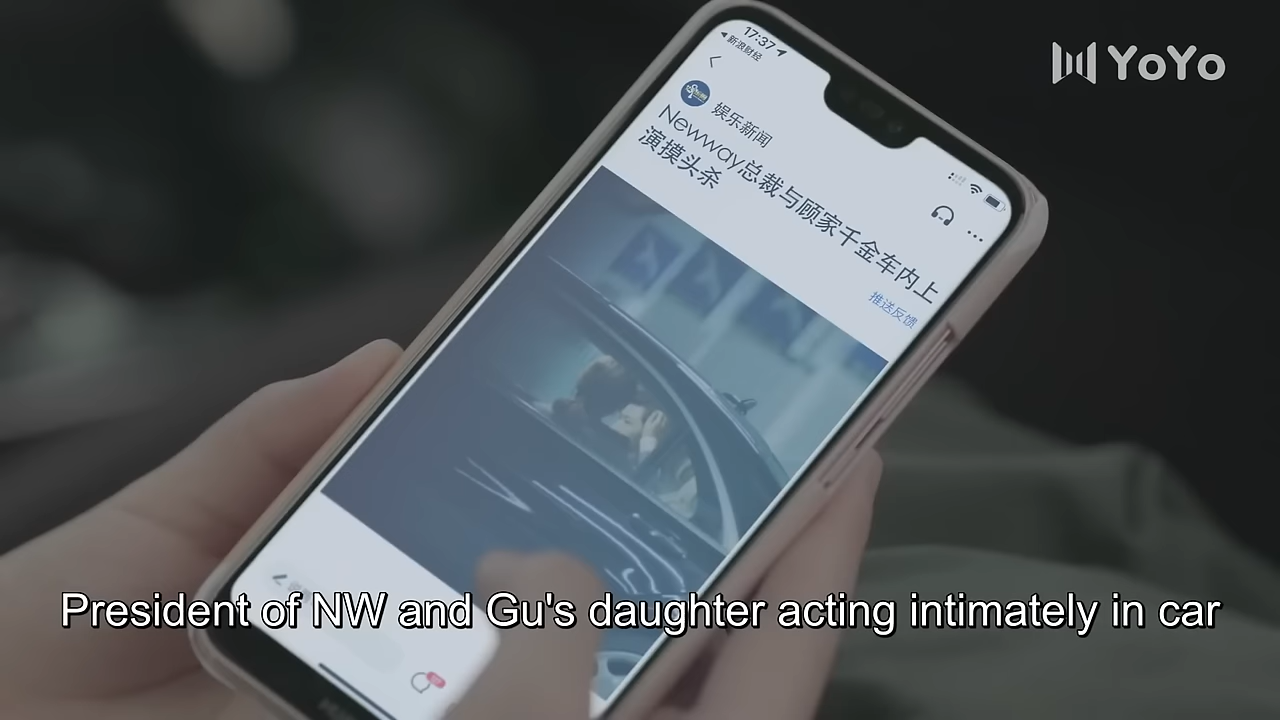 YoYo
17:37
新浪财经
娱乐新闻
Newway总裁与顾家千金车内上
演摸头杀
推送反馈
President of NW and Gu's daughter acting intimately in car